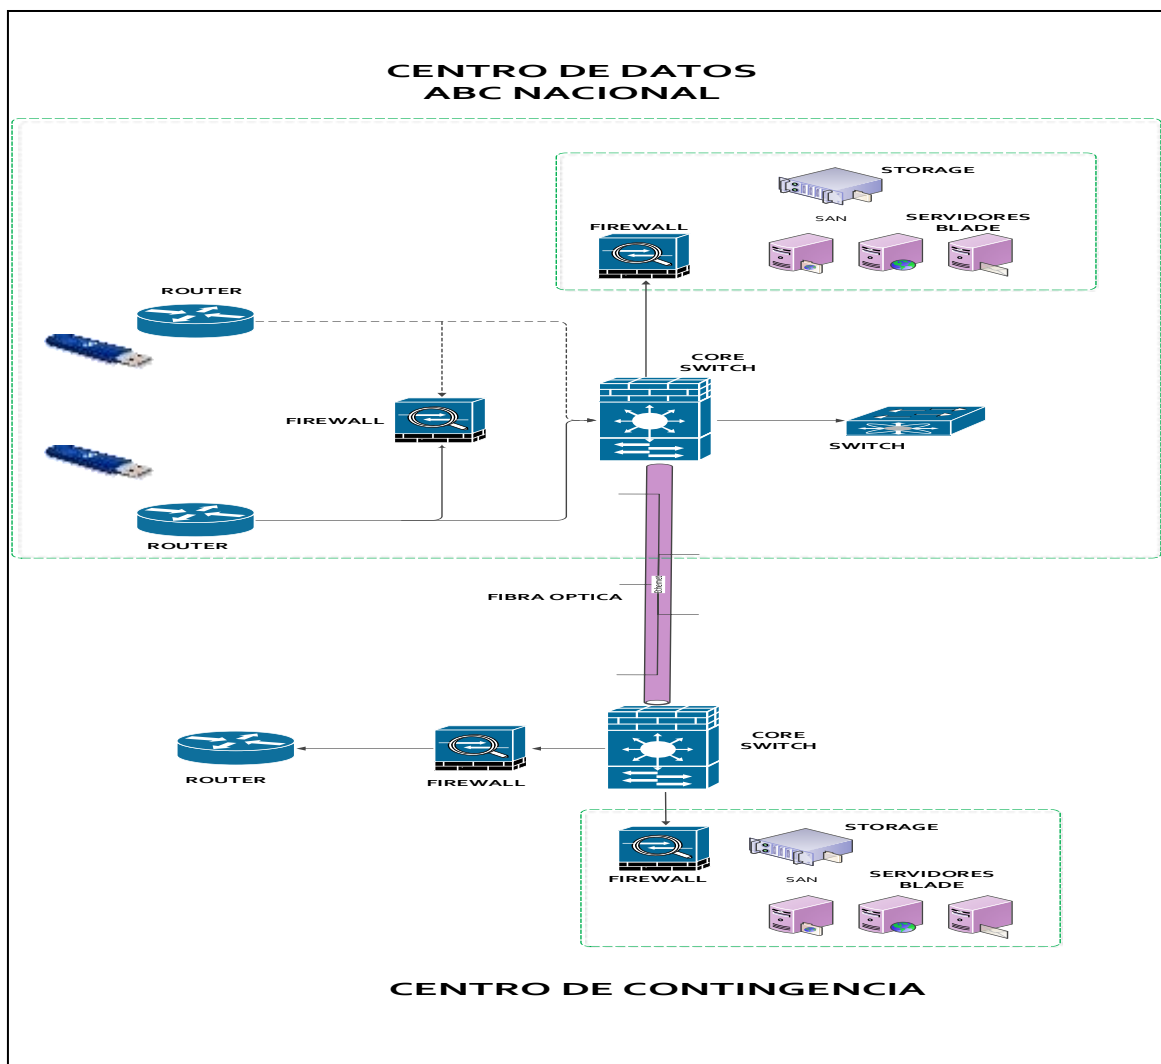 CENTRO DE DATOS
ABC NACIONAL
STORAGE
SAN
SERVIDORES
BLADE
FIREWALL
ROUTER
CORE
SWITCH
FIREWALL
SWITCH
ROUTER
FIBRA OPTICA
CORE
SWITCH
ROUTER
FIREWALL
STORAGE
FIREWALL
SAN
SERVIDORES
BLADE
CENTRO DE CONTINGENCIA